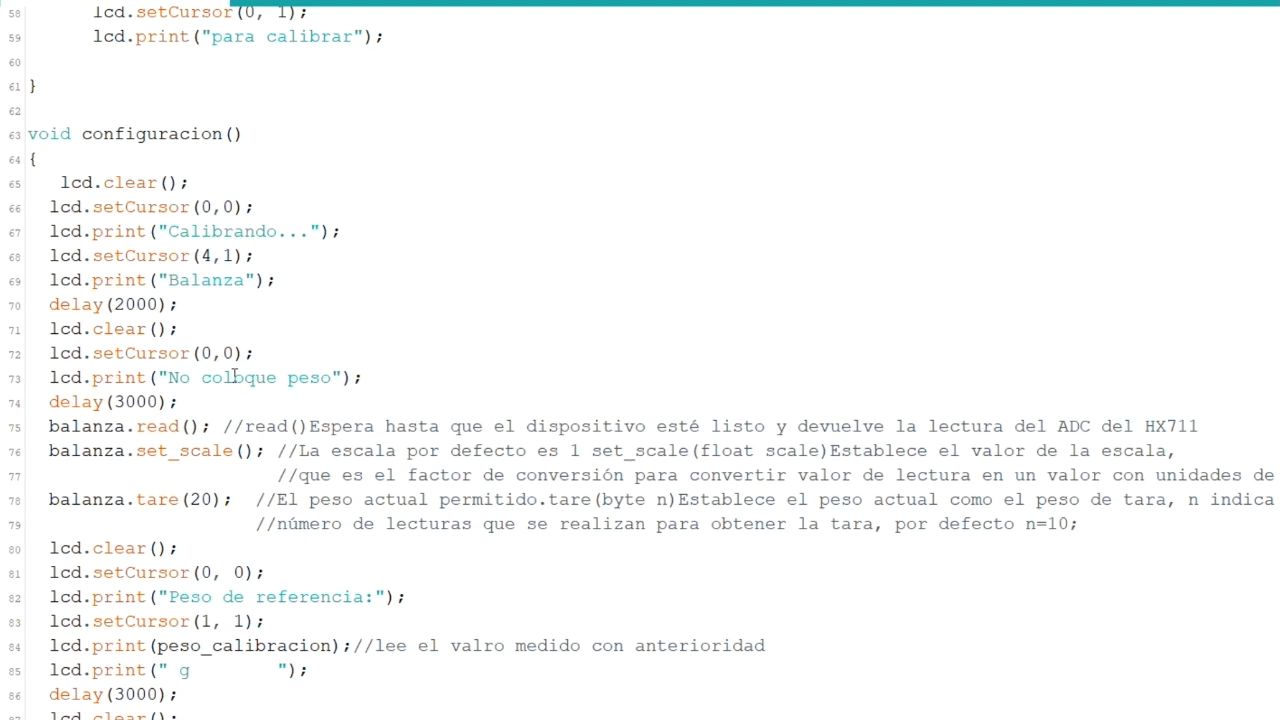 58 lcd.setCursor(0, 1);
59 lcd.print("para calibrar");
60
61 }
62
63 void configuracion()
64 {
65 lcd.clear();
66 lcd.setCursor(0,0);
67 lcd.print("Calibrando...");
68 lcd.setCursor(4,1);
69 lcd.print("Balanza");
70 delay(2000);
71 lcd.clear();
72 lcd.setCursor(0,0);
73 lcd.print("No coloque peso");
74 delay(3000);
75 balanza.read(); //read()Espera hasta que el dispositivo esté listo y devuelve la lectura del ADC del HX711
76 balanza.set_scale(); //La escala por defecto es 1 set_scale(float scale)Establece el valor de la escala,
77 //que es el factor de conversión para convertir valor de lectura en un valor con unidades de
78 balanza.tare(20); //El peso actual permitido.tare(byte n)Establece el peso actual como el peso de tara, n indica
79 //número de lecturas que se realizan para obtener la tara, por defecto n=10;
80 lcd.clear();
81 lcd.setCursor(0, 0);
82 lcd.print("Peso de referencia:");
83 lcd.setCursor(1, 1);
84 lcd.print(peso_calibracion);//lee el valro medido con anterioridad
85 lcd.print(" g        ");
86 delay(3000);
87 lcd.clear();